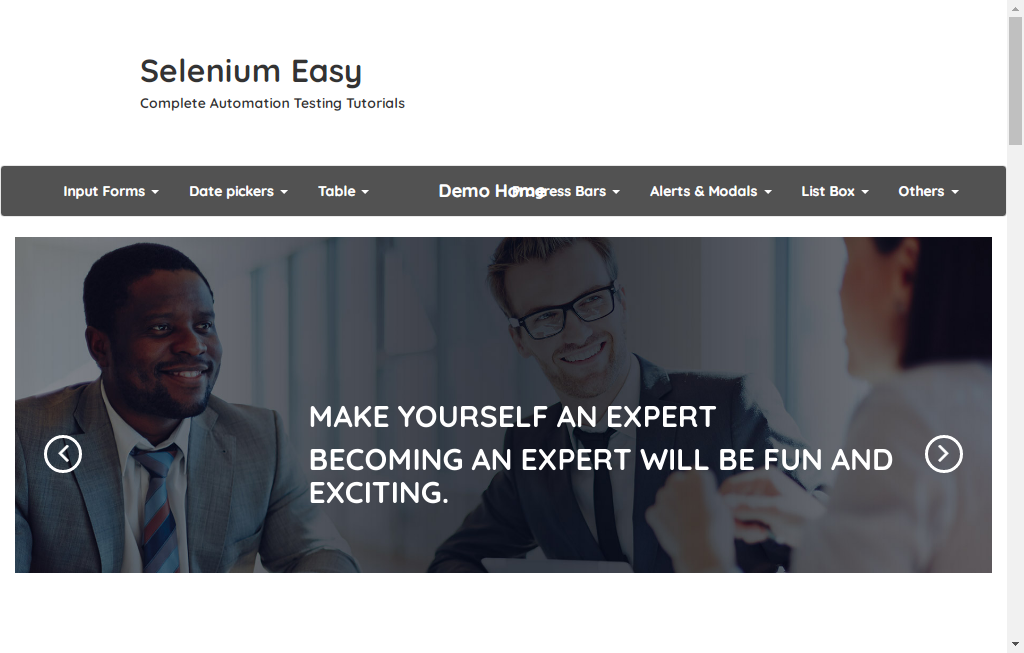 Selenium Easy
Complete Automation Testing Tutorials
Input Forms Date pickers Table Demo Home Progress Bars Alerts & Modals List Box Others
MAKE YOURSELF AN EXPERT
BECOMING AN EXPERT WILL BE FUN AND
EXCITING.